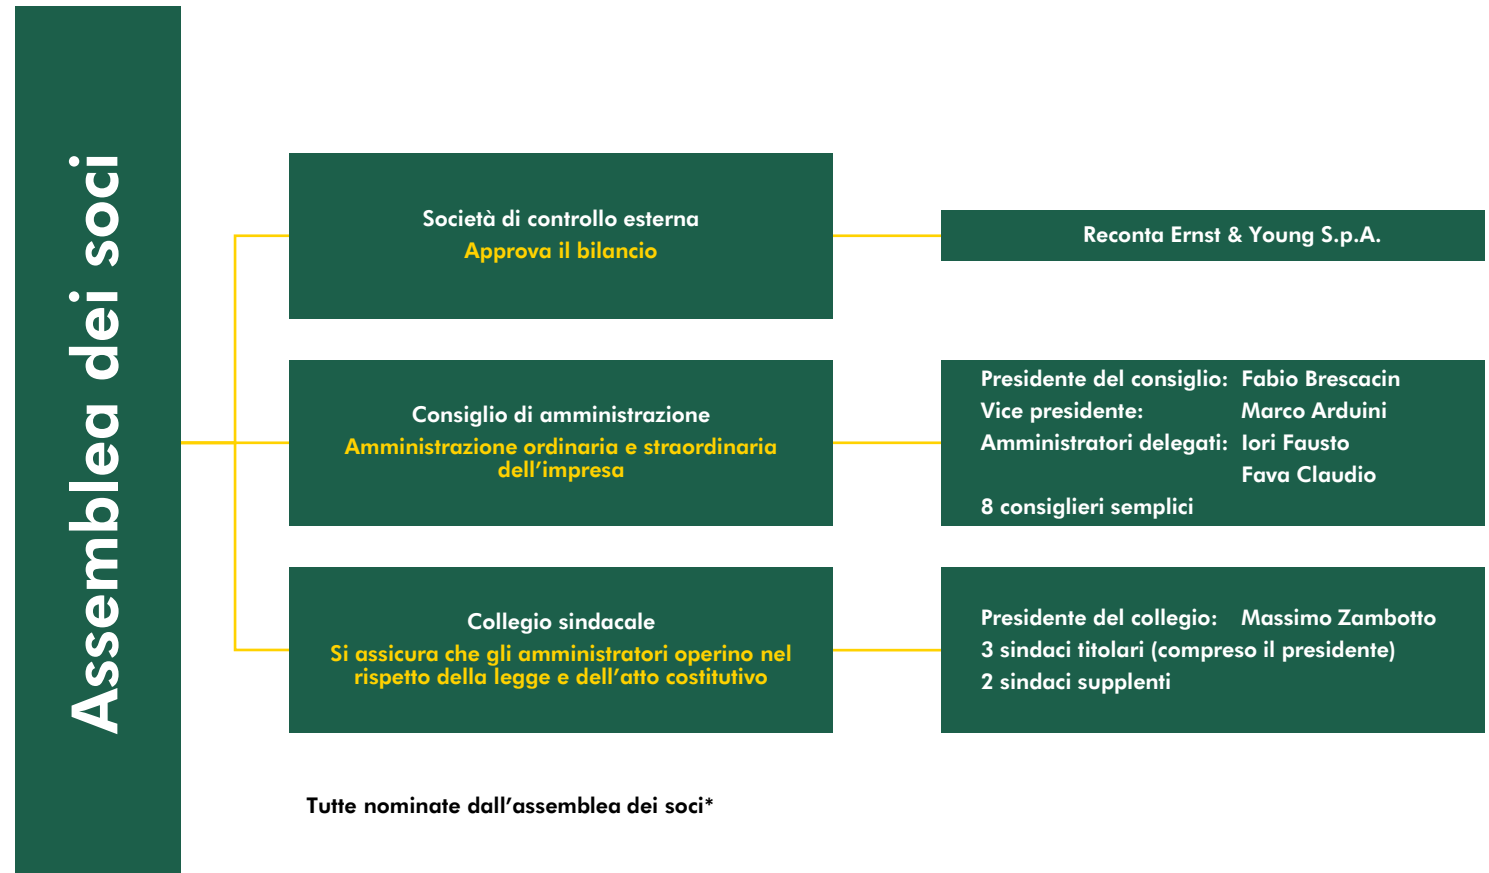 Assemblea dei soci
Società di controllo esterna
Approva il bilancio
Reconta Ernst & Young S.p.A.
Consiglio di amministrazione
Amministrazione ordinaria e straordinaria
dell'impresa
Presidente del consiglio: Fabio Brescacin
Vice presidente: Marco Arduini
Amministratori delegati: Iori Fausto
Fava Claudio
8 consiglieri semplici
Collegio sindacale
Si assicura che gli amministratori operino nel
rispetto della legge e dell'atto costitutivo
Presidente del collegio: Massimo Zambotto
3 sindaci titolari (compreso il presidente)
2 sindaci supplenti
Tutte nominate dall'assemblea dei soci*